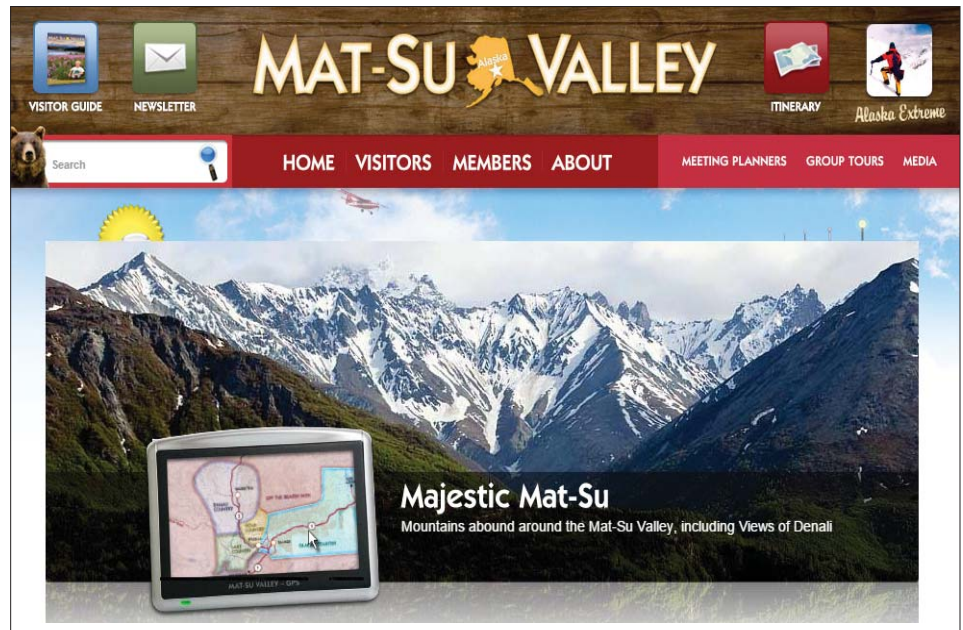 MAT-SU VALLEY
Alaska
VISITOR GUIDE
NEWSLETTER
ITINERARY
Alaska Extreme
Search
HOME VISITORS MEMBERS ABOUT
MEETING PLANNERS GROUP TOURS MEDIA
Majestic Mat-Su
Mountains abound around the Mat-Su Valley, including Views of Denali
MAT-SU VALLEY - GPS